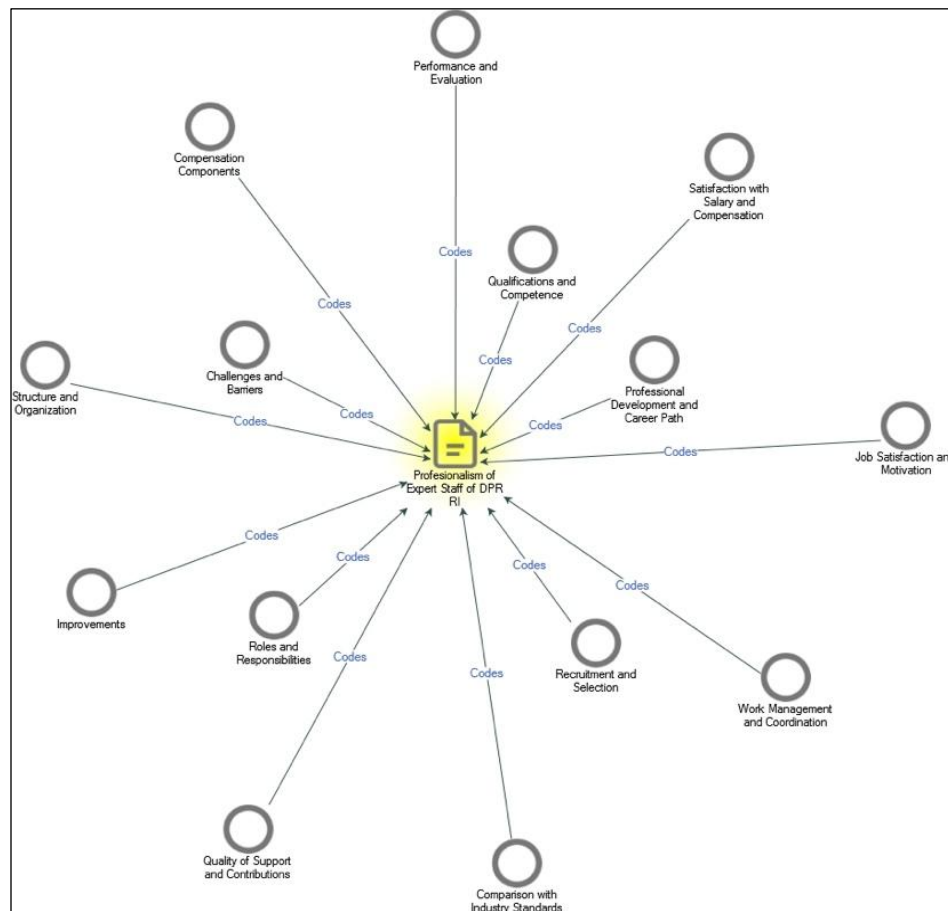 Performance and
Evaluation
Compensation
Components
Satisfaction with
Salary and
Compensation
Codes
Qualifications and
Competence
Codes
Codes
Challenges and
Barriers
Structure and
Organization
Codes
Codes
Codes
Professional
Development and
Career Path
Codes
Job Satisfaction an
Motivation
Codes
Codes
Profesionalism of
Expert Staff of DPR
RI
Codes
Improvements
Codes
Roles and
Responsibilities
Codes
Codes
Recruitment and
Selection
Codes
Work Management
and Coordination
Codes
Quality of Support
and Contributions
Comparison with
Industry Standards